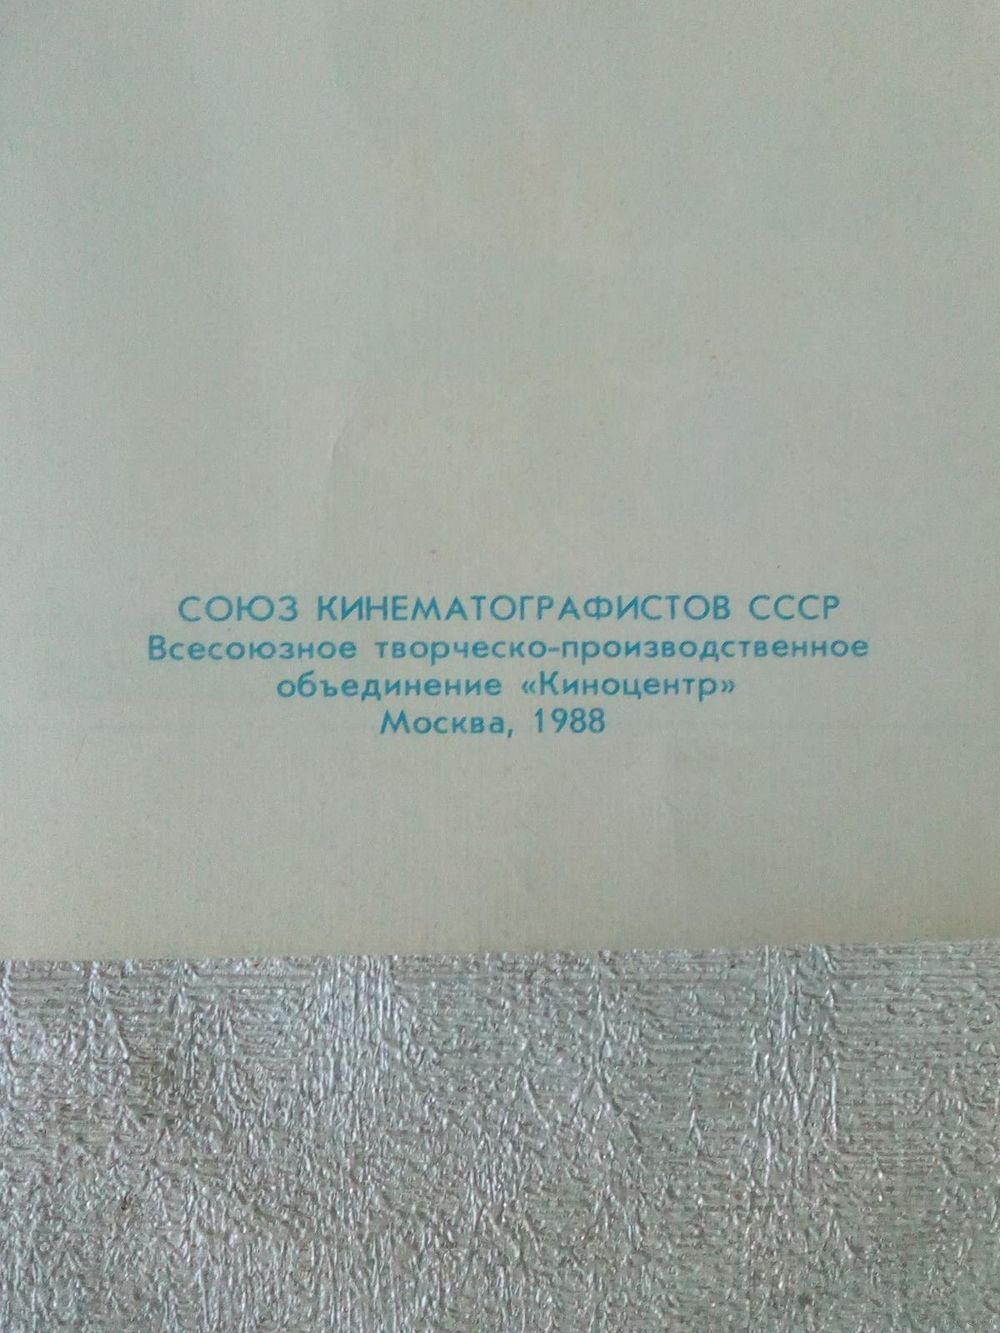 СОЮЗ КИНЕМАТОГРАФИСТОВ СССР
Всесоюзное творческо-производственное
объединение «Киноцентр»
Москва, 1988